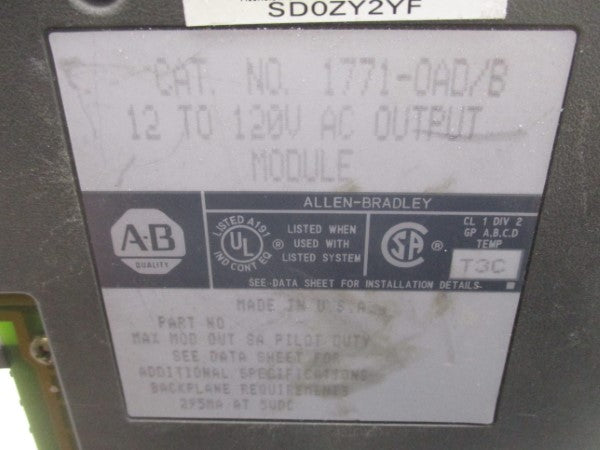 SD0ZY2YF
CAT. NO. 1771-OAD/B
12 TO 120V AC OUTPUT
MODULE
ALLEN-BRADLEY
A-B
QUALITY
LISTED A191
UL
®
IND CONT EQ
LISTED WHEN
USED WITH
LISTED SYSTEM
SA
®
CL 1 DIV 2
GP A,B,C,D
TEMP
T3C
SEE DATA SHEET FOR INSTALLATION DETAILS
MADE IN U.S.A.
PART NO.
MAX MOD OUT 8A PILOT DUTY
SEE DATA SHEET FOR
ADDITIONAL SPECIFICATIONS
BACKPLANE REQUIREMENTS
295MA AT 5VDC